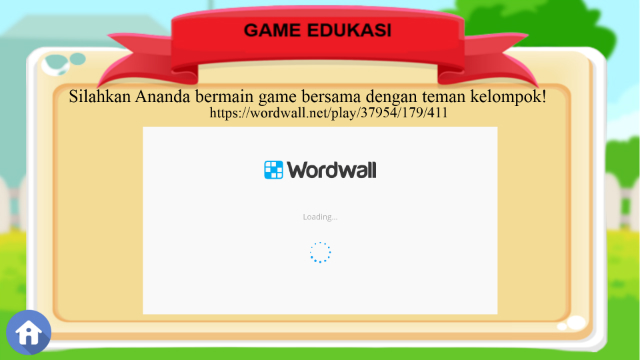 GAME EDUKASI
Silahkan Ananda bermain game bersama dengan teman kelompok!
https://wordwall.net/play/37954/179/411
Wordwall
Loading...